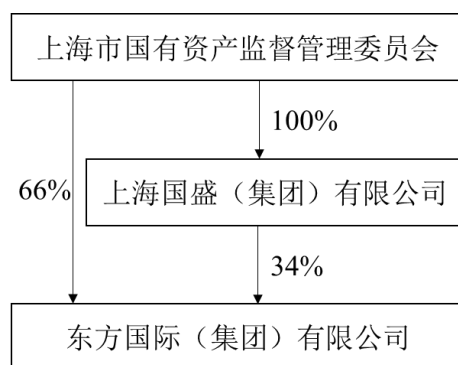 上海市国有资产监督管理委员会
100%
66%
上海国盛（集团）有限公司
34%
东方国际（集团）有限公司